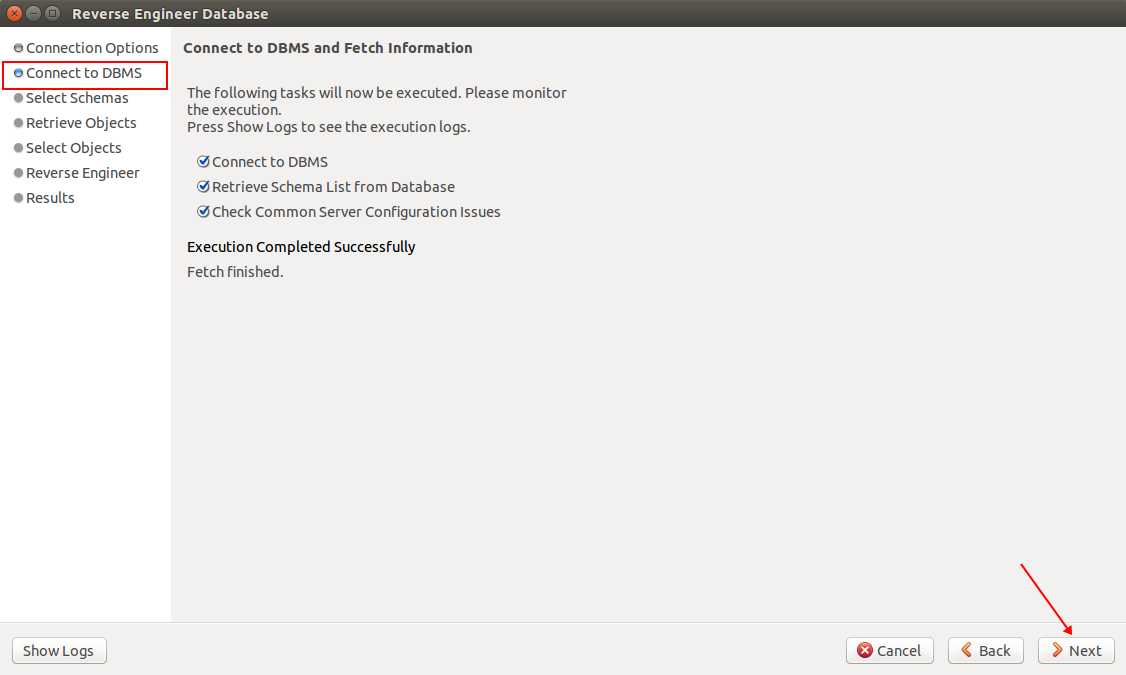 Reverse Engineer Database
Connection Options
Connect to DBMS
Select Schemas
Retrieve Objects
Select Objects
Reverse Engineer
Results
Connect to DBMS and Fetch Information
The following tasks will now be executed. Please monitor
the execution.
Press Show Logs to see the execution logs.
Connect to DBMS
Retrieve Schema List from Database
Check Common Server Configuration Issues
Execution Completed Successfully
Fetch finished.
Show Logs
Cancel
Back
Next